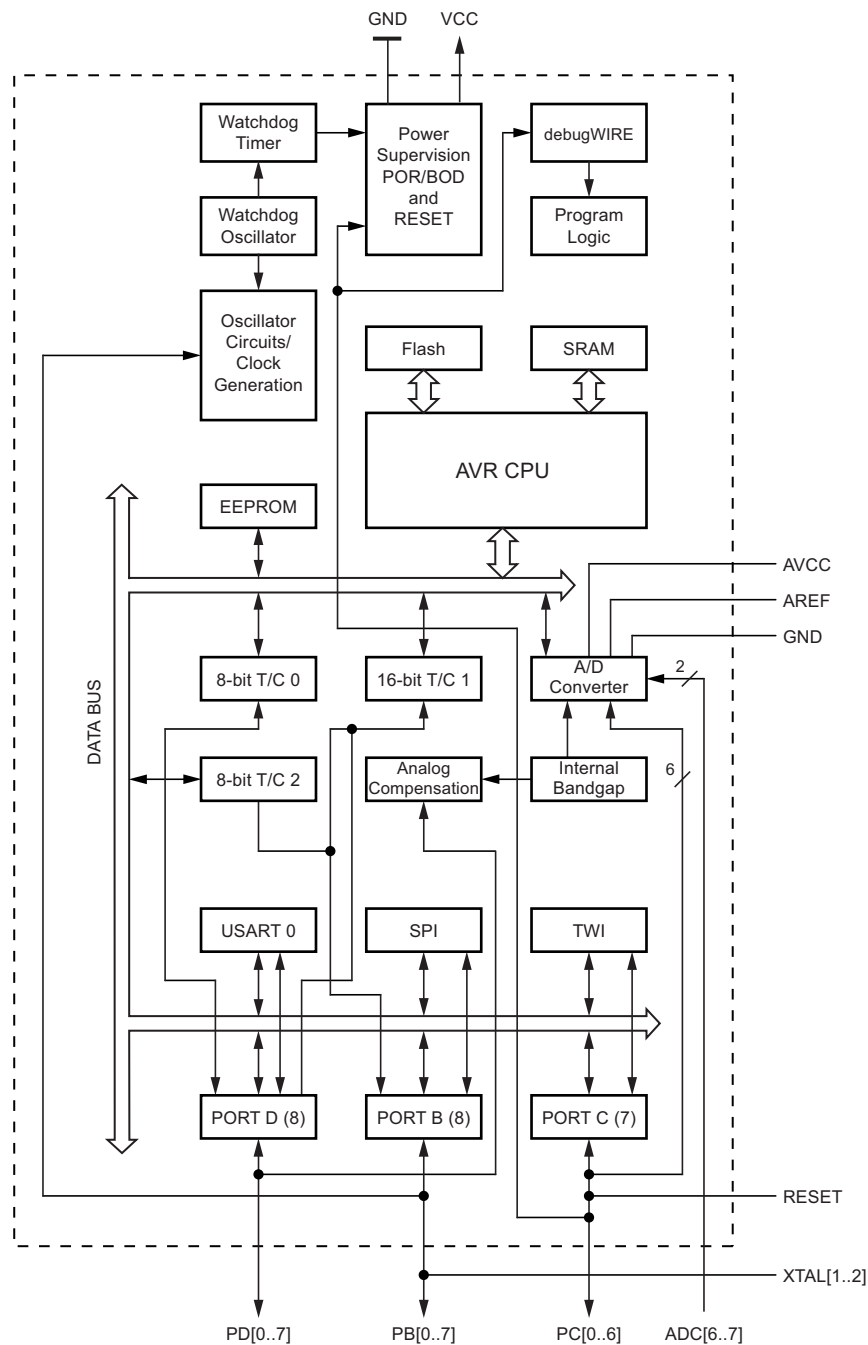 GND
VCC
Watchdog
Timer
Power
Supervision
POR/BOD
and
RESET
debugWIRE
Watchdog
Oscillator
Program
Logic
Oscillator
Circuits/
Clock
Generation
Flash
SRAM
AVR CPU
EEPROM
AVCC
AREF
GND
DATA BUS
8-bit T/C 0
16-bit T/C 1
A/D
Converter
2
8-bit T/C 2
Analog
Compensation
Internal
Bandgap
6
USART 0
SPI
TWI
PORT D (8)
PORT B (8)
PORT C (7)
RESET
XTAL[1..2]
PD[0..7]
PB[0..7]
PC[0..6]
ADC[6..7]